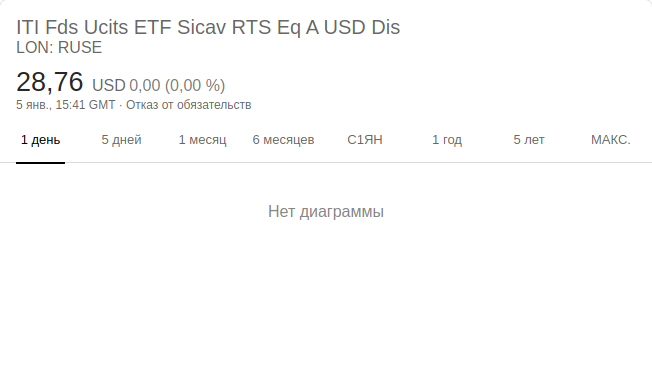 ITI Fds Ucits ETF Sicav RTS Eq A USD Dis
LON: RUSE
28,76 USD 0,00 (0,00 %)
5 янв., 15:41 GMT · Отказ от обязательств
1 день 5 дней 1 месяц 6 месяцев С1ЯН 1 год 5 лет МАКС.
Нет диаграммы